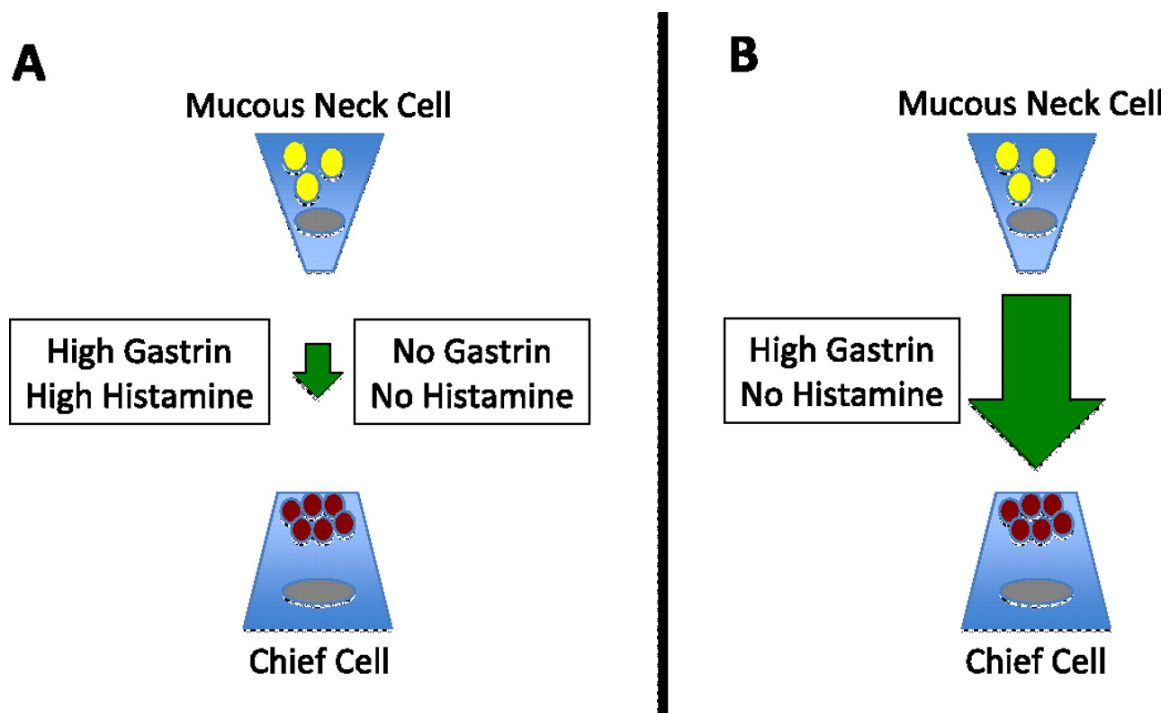 A
Mucous Neck Cell
High Gastrin
High Histamine
No Gastrin
No Histamine
Chief Cell
B
Mucous Neck Cell
High Gastrin
No Histamine
Chief Cell